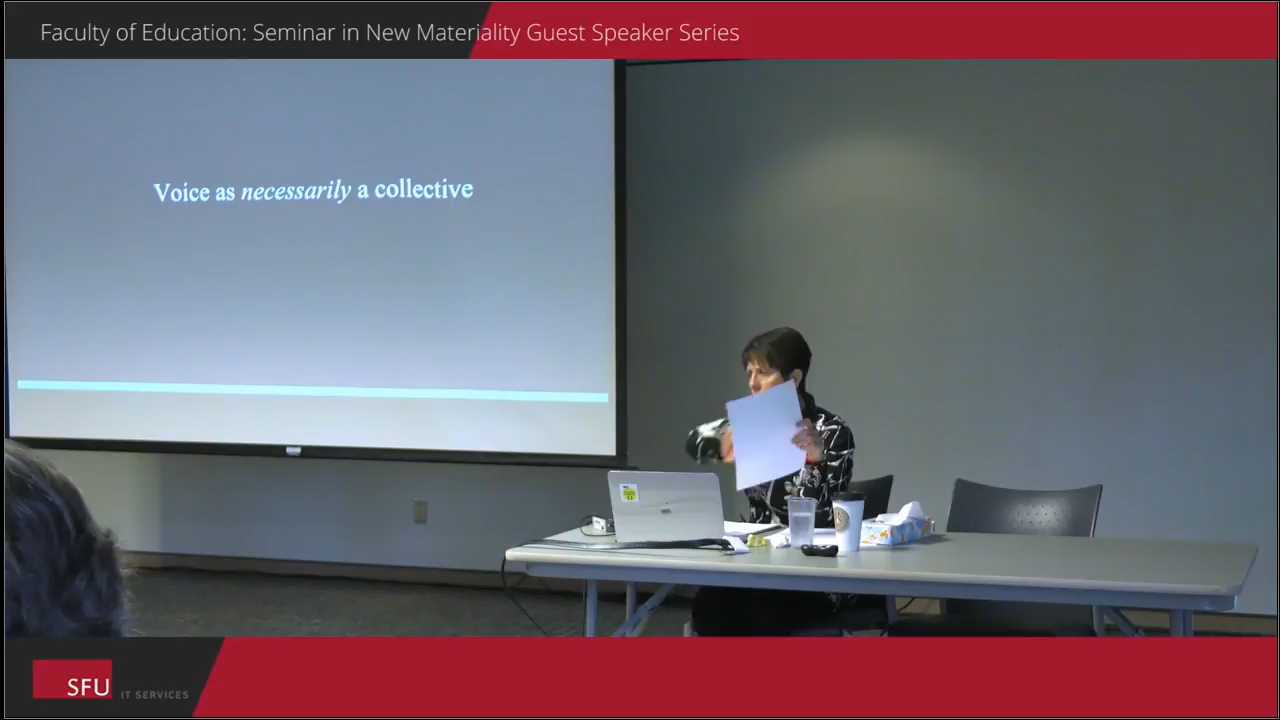 Faculty of Education: Seminar in New Materiality Guest Speaker Series
Voice as necessarily a collective
SFU IT SERVICES